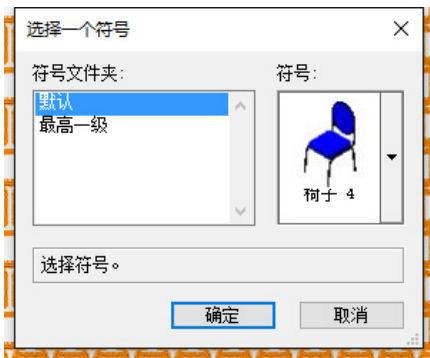 选择一个符号
符号文件夹:
符号:
默认
最高一级
椅子 4
选择符号。
确定
取消